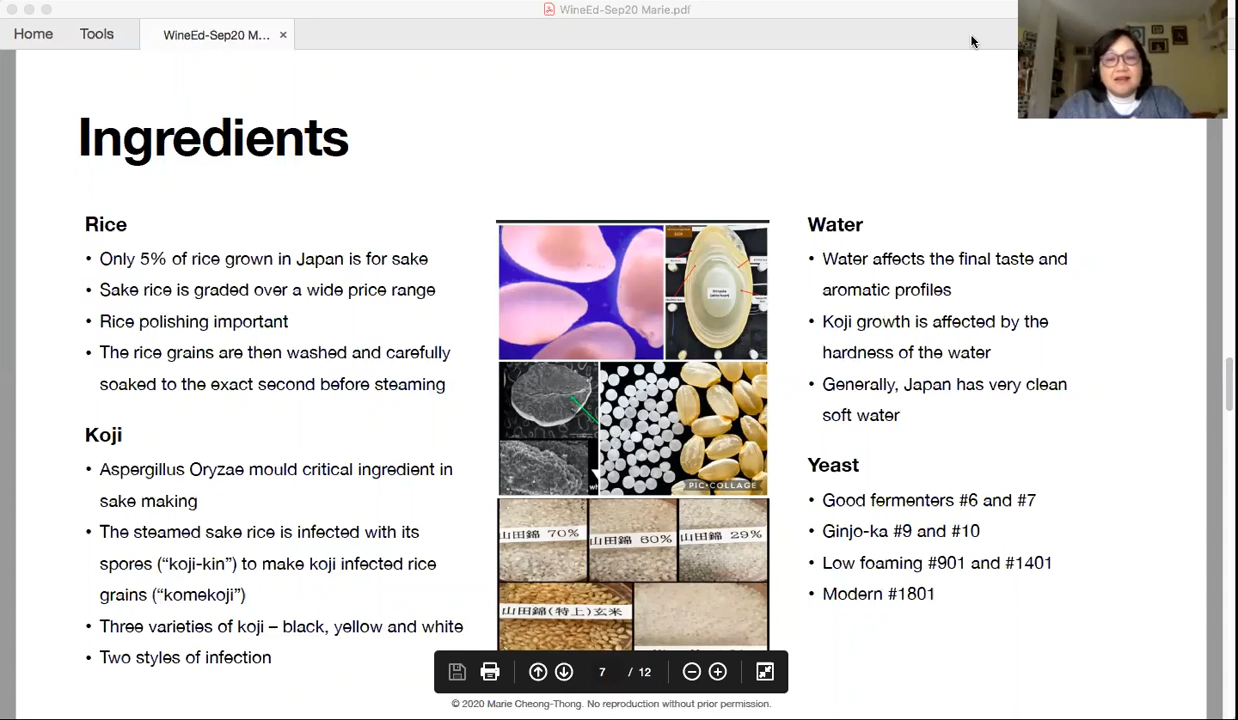 WineEd-Sep20 Marie.pdf
Home
Tools
WineEd-Sep20 M...
Ingredients
Rice
• Only 5% of rice grown in Japan is for sake
• Sake rice is graded over a wide price range
• Rice polishing important
• The rice grains are then washed and carefully
soaked to the exact second before steaming
Koji
• Aspergillus Oryzae mould critical ingredient in
sake making
• The steamed sake rice is infected with its
spores (“koji-kin”) to make koji infected rice
grains (“komekoji”)
• Three varieties of koji – black, yellow and white
• Two styles of infection
PIC•COLLAGE
山田錦 70%
山田錦 60%
山田錦 29%
山田錦(特上)玄米
Water
• Water affects the final taste and
aromatic profiles
• Koji growth is affected by the
hardness of the water
• Generally, Japan has very clean
soft water
Yeast
• Good fermenters #6 and #7
• Ginjo-ka #9 and #10
• Low foaming #901 and #1401
• Modern #1801
7 / 12
© 2020 Marie Cheong-Thong. No reproduction without prior permission.